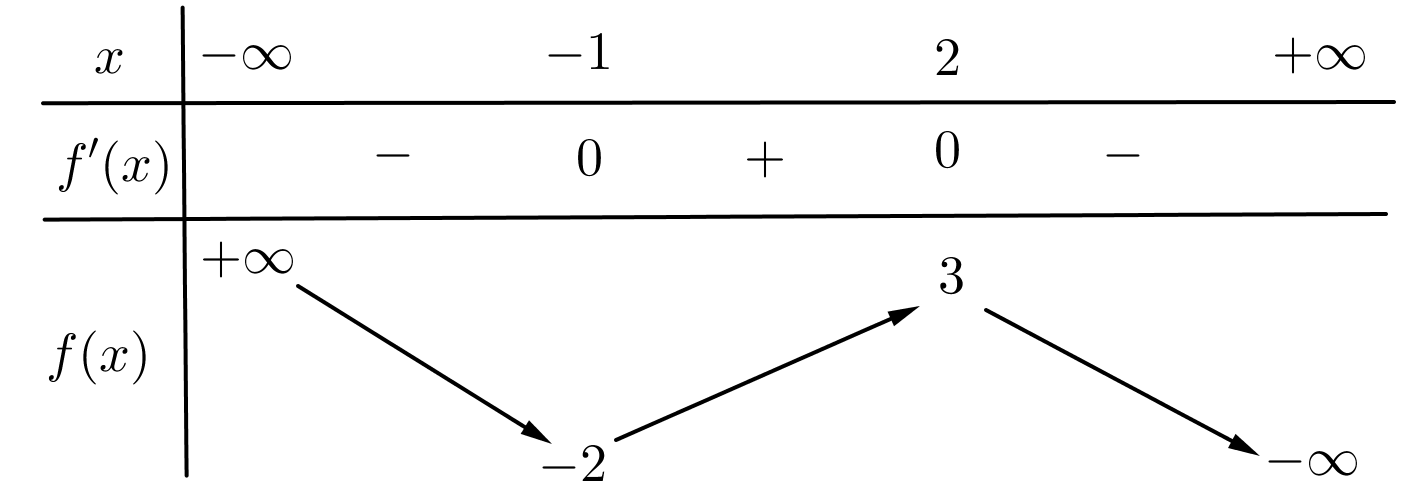 x −∞ −1 2 +∞
f′(x) − 0 + 0 −
+∞ 3
f(x)
−2 −∞